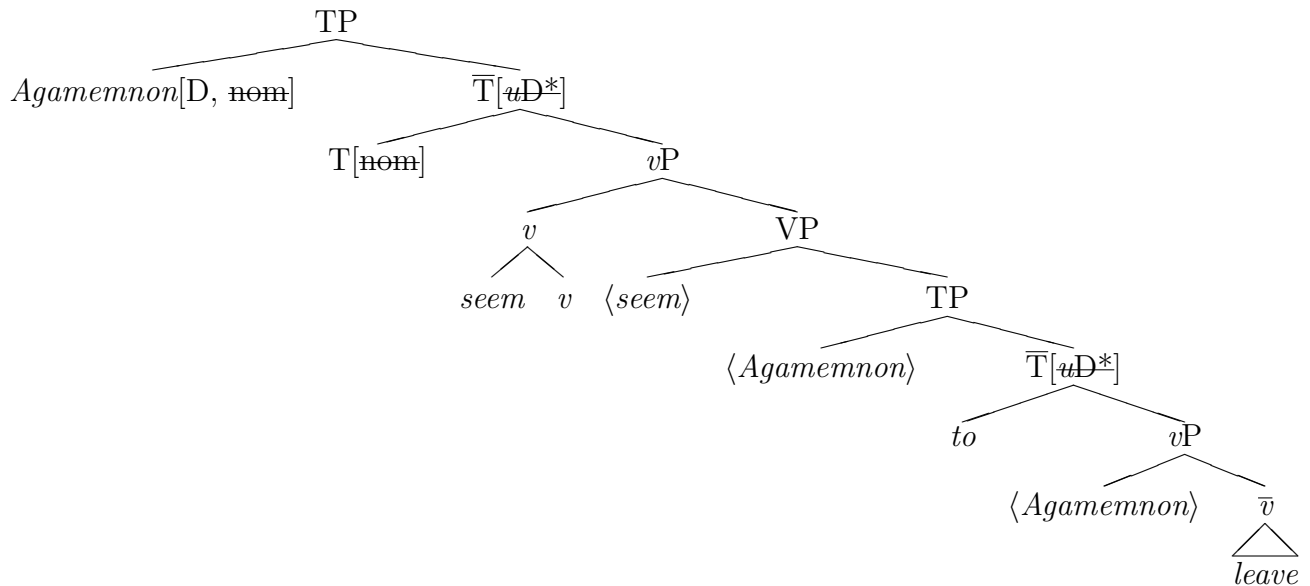 TP
Agamemnon[D, nom] T̅[uD*]
T[nom] vP
v VP
seem v ⟨seem⟩ TP
⟨Agamemnon⟩ T̅[uD*]
to vP
⟨Agamemnon⟩ v̅
leave